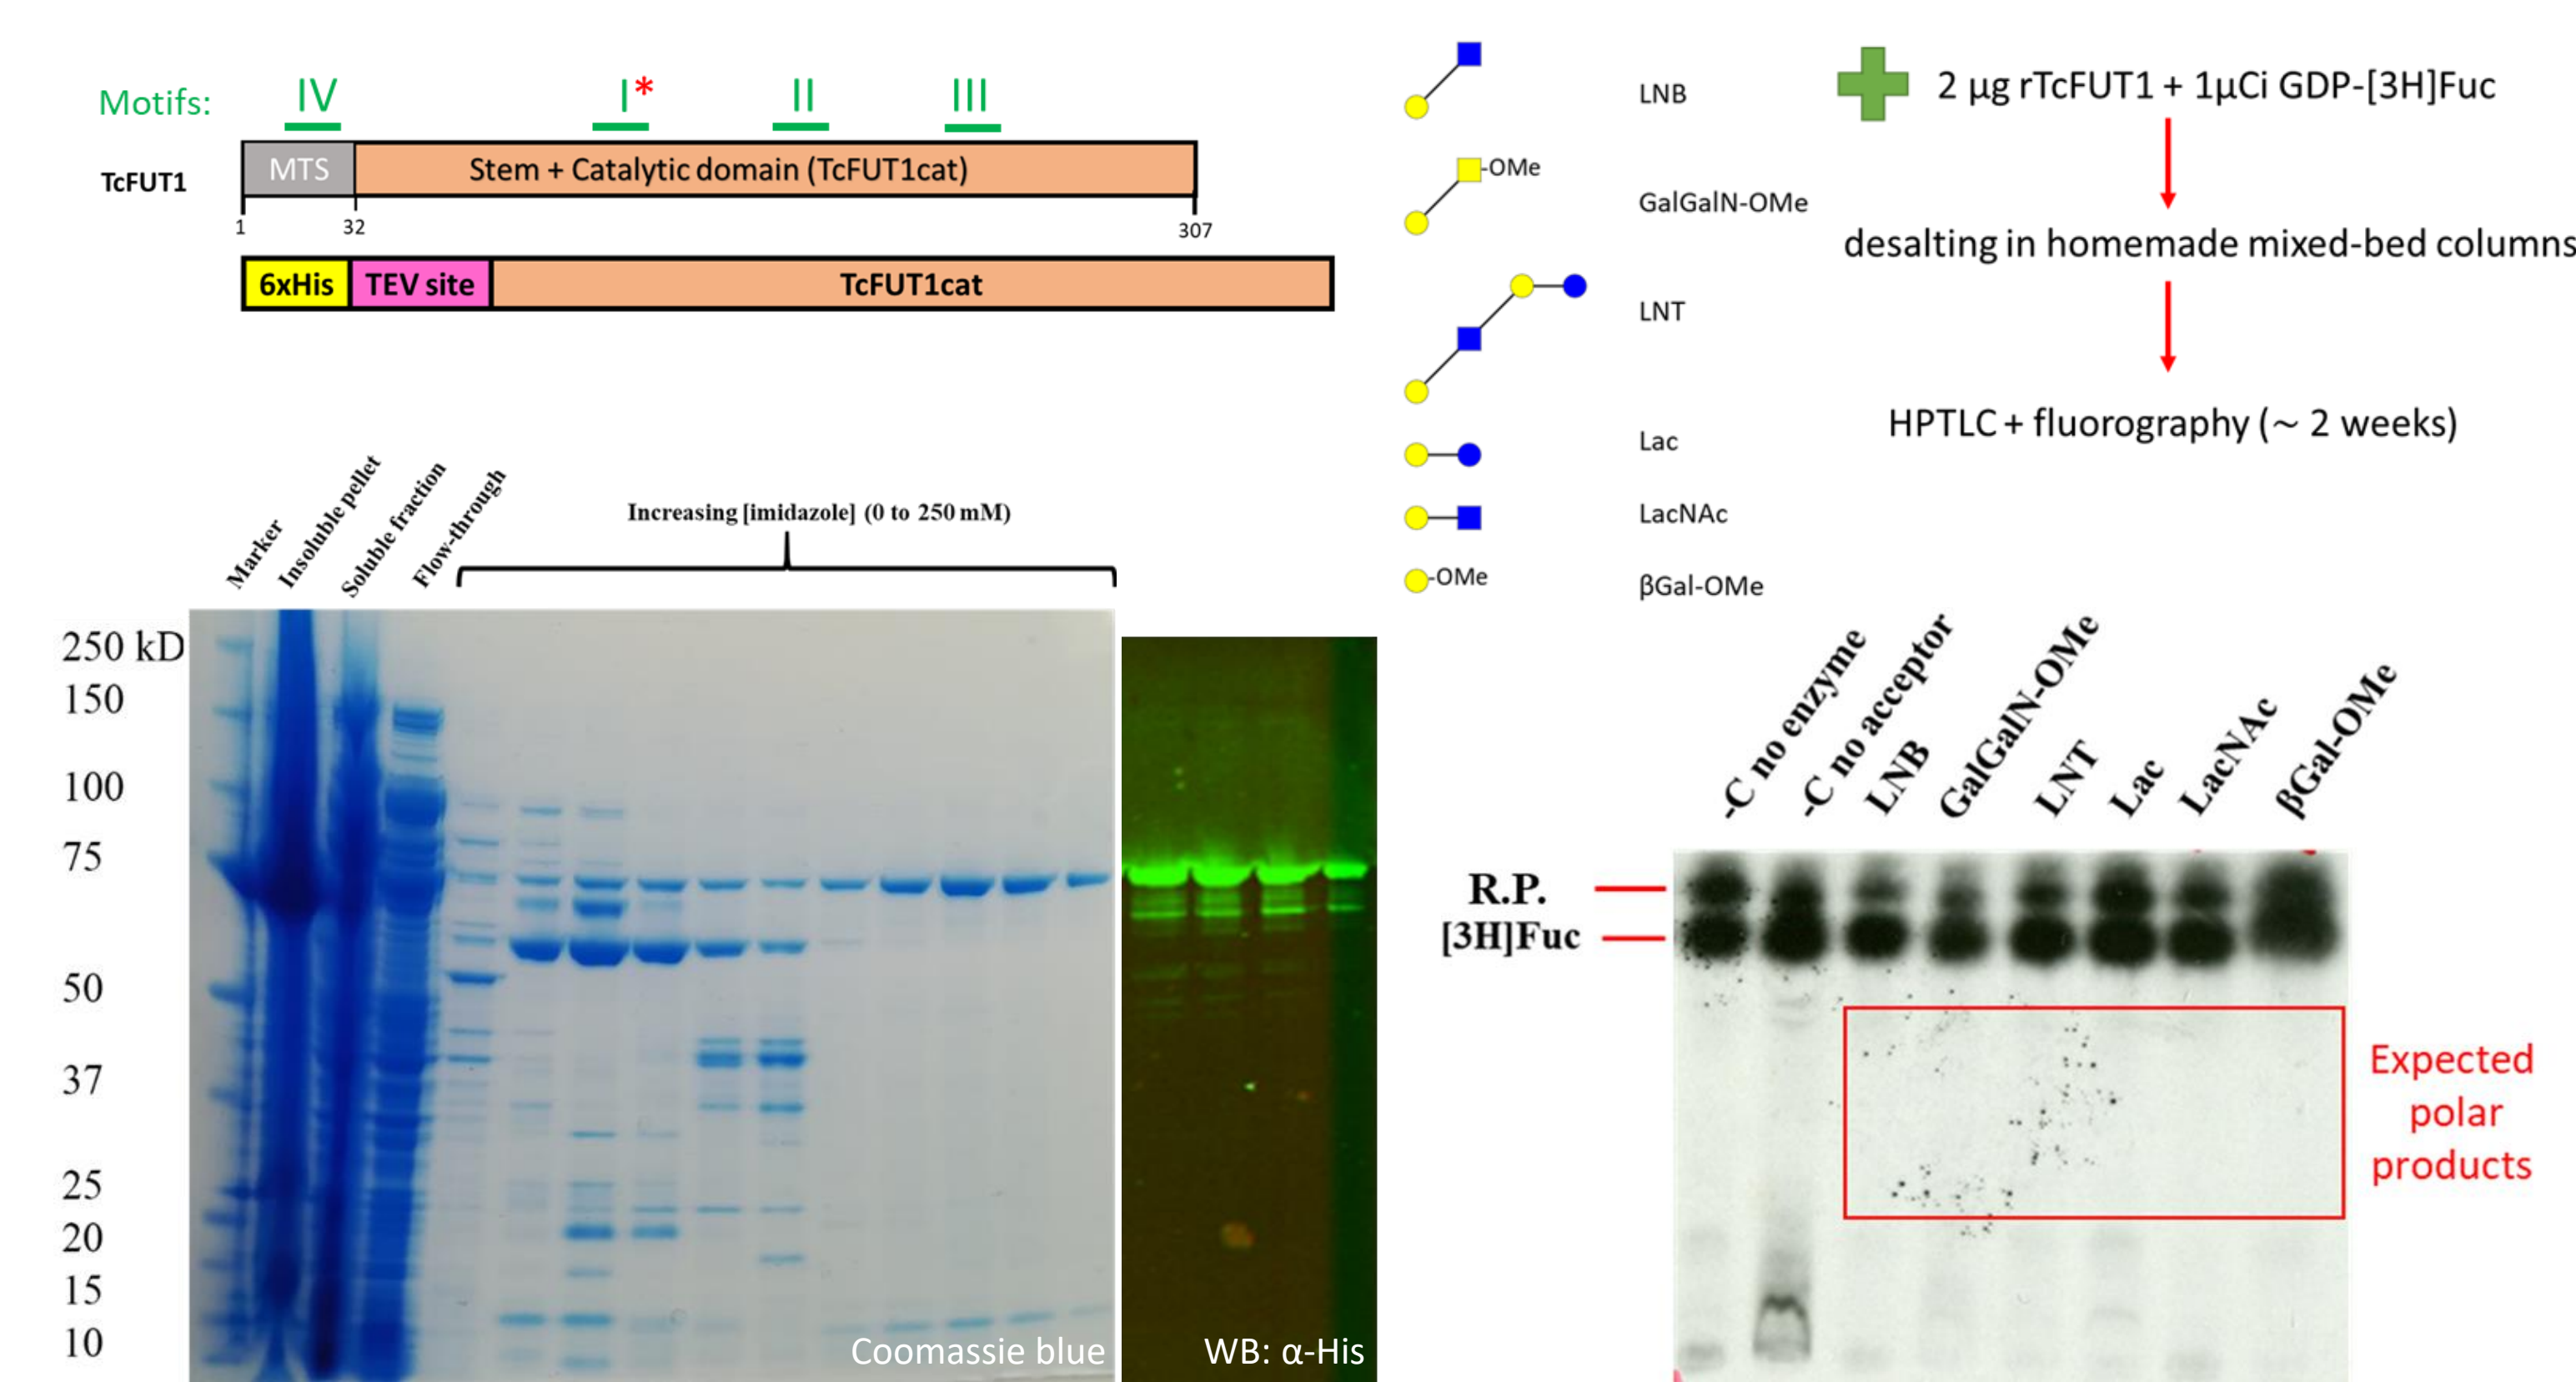 Motifs:
IV
I*
II
III
TcFUT1
MTS
Stem + Catalytic domain (TcFUT1cat)
1
32
307
6xHis
TEV site
TcFUT1cat
LNB
-OMe
GalGalN-OMe
LNT
Lac
LacNAc
-OMe
βGal-OMe
2 µg rTcFUT1 + 1µCi GDP-[3H]Fuc
desalting in homemade mixed-bed columns
HPTLC + fluorography (~ 2 weeks)
Marker
Insoluble pellet
Soluble fraction
Flow-through
Increasing [imidazole] (0 to 250 mM)
250 kD
150
100
75
50
37
25
20
15
10
Coomassie blue
WB: α-His
-C no enzyme
-C no acceptor
LNB
GalGalN-OMe
LNT
Lac
LacNAc
βGal-OMe
R.P.
[3H]Fuc
Expected
polar
products